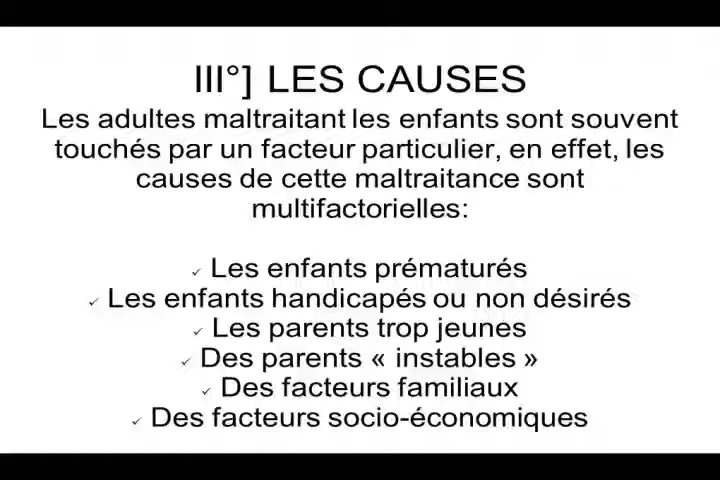 III°] LES CAUSES
Les adultes maltraitant les enfants sont souvent
touchés par un facteur particulier, en effet, les
causes de cette maltraitance sont
multifactorielles:
✓ Les enfants prématurés
✓ Les enfants handicapés ou non désirés
✓ Les parents trop jeunes
✓ Des parents « instables »
✓ Des facteurs familiaux
✓ Des facteurs socio-économiques